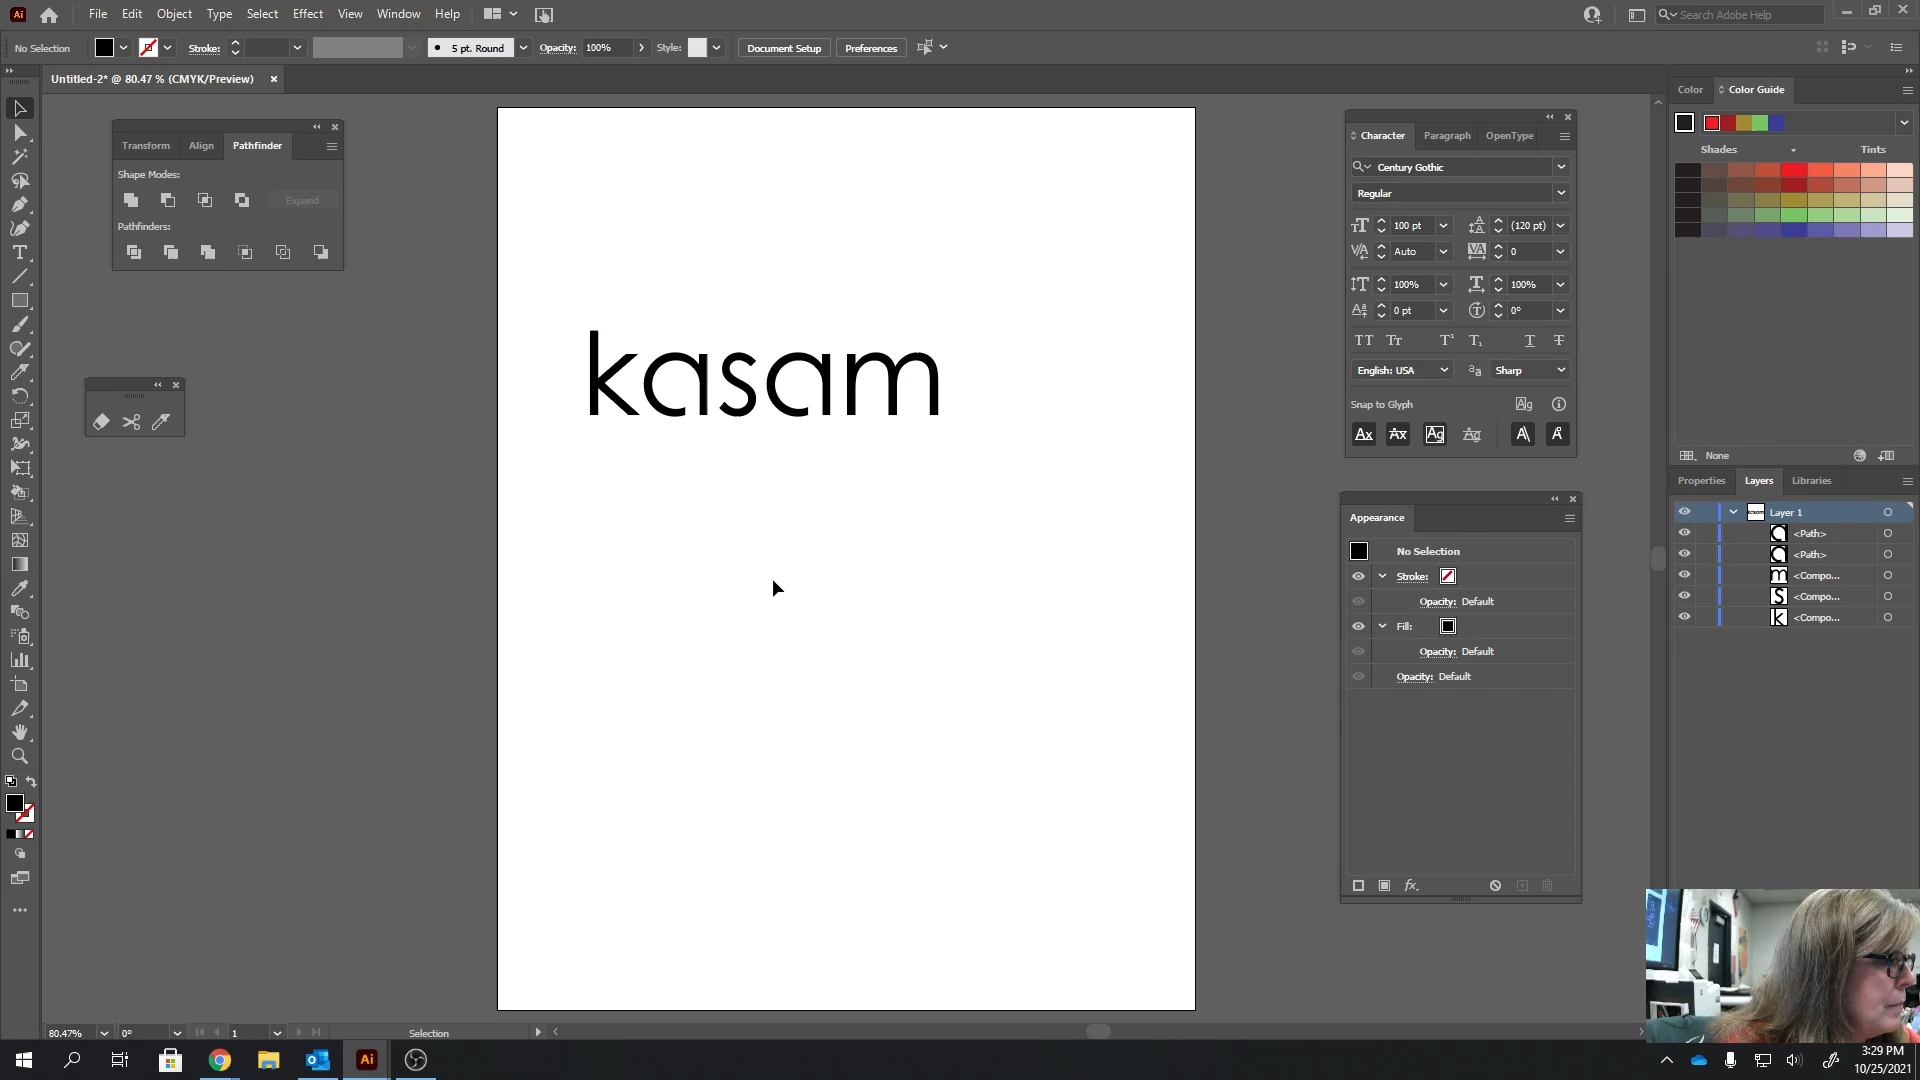 Ai File Edit Object Type Select Effect View Window Help Search Adobe Help
No Selection Stroke: 5 pt. Round Opacity: 100% Style: Document Setup Preferences
Untitled-2* @ 80.47 % (CMYK/Preview)
Transform Align Pathfinder
Shape Modes:
Expand
Pathfinders:
kasam
Character Paragraph OpenType
Century Gothic
Regular
100 pt (120 pt)
Auto 0
100% 100%
0 pt 0°
English: USA Sharp
Snap to Glyph
Appearance
No Selection
Stroke:
Opacity: Default
Fill:
Opacity: Default
Opacity: Default
fx.
Color Color Guide
Shades Tints
None
Properties Layers Libraries
Layer 1
<Path>
<Path>
<Compo...
<Compo...
<Compo...
80.47% 0° 1 Selection
3:29 PM
10/25/2021